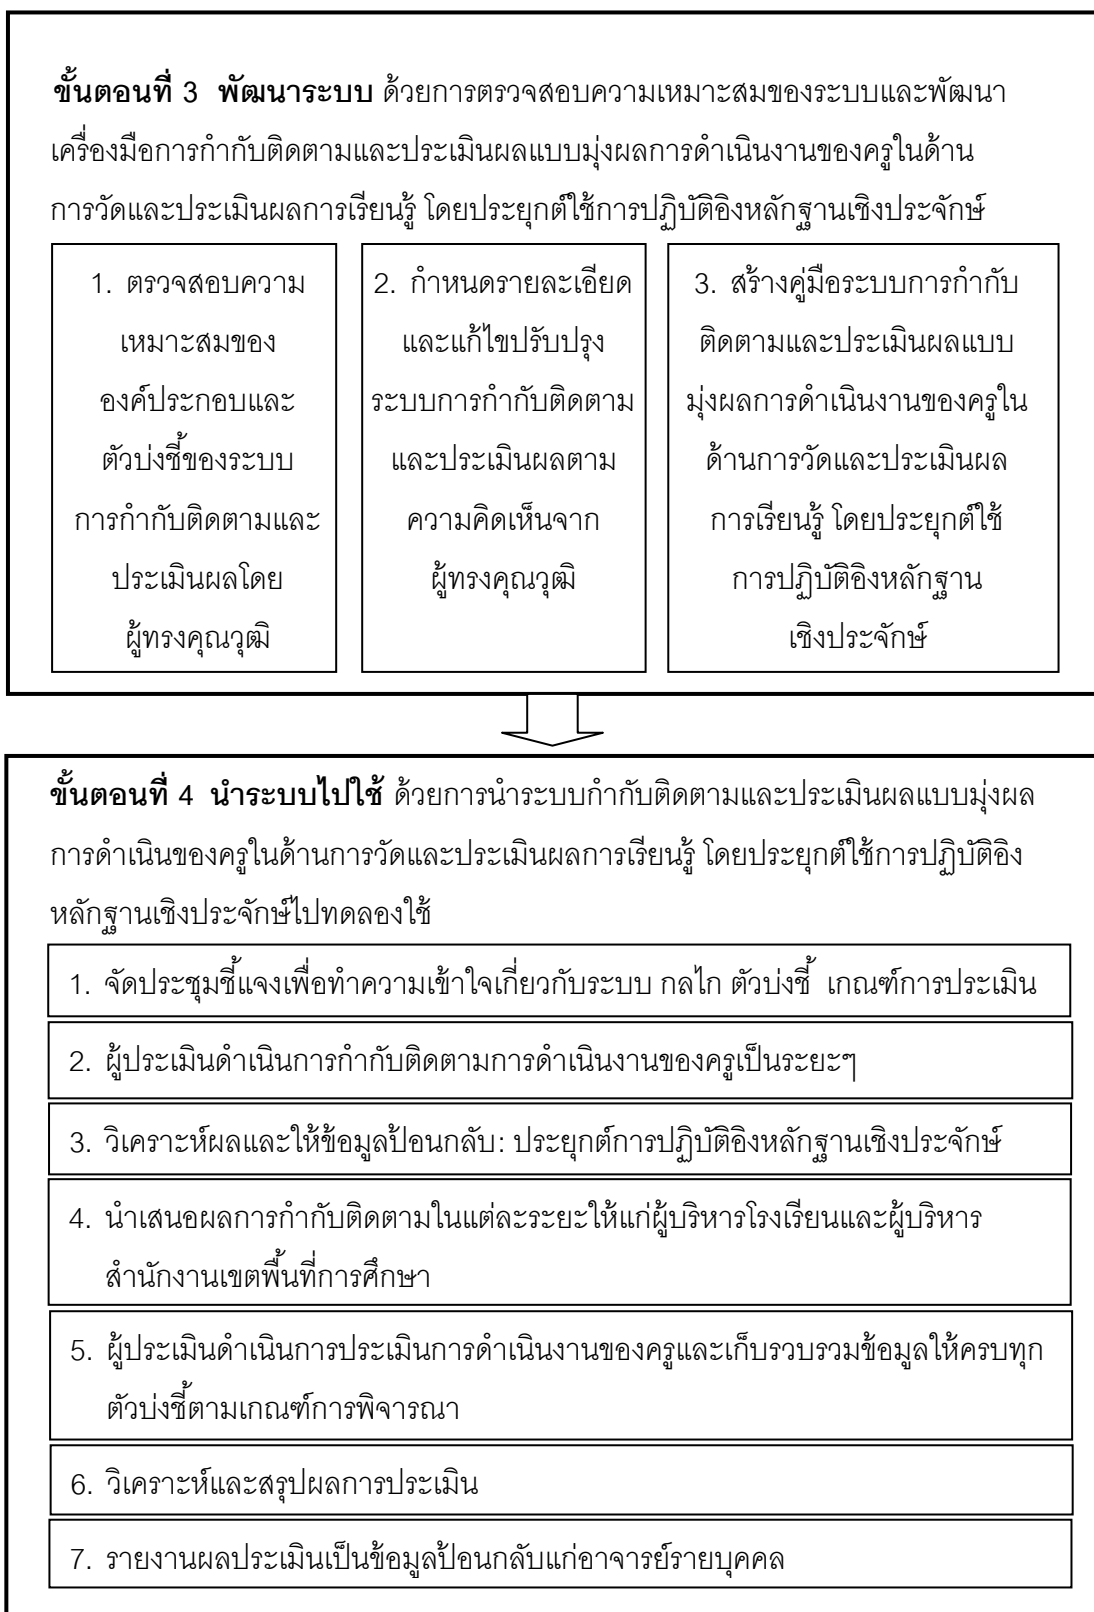 ขั้นตอนที่ 3 พัฒนาระบบ ด้วยการตรวจสอบความเหมาะสมของระบบและพัฒนา
เครื่องมือการกำกับติดตามและประเมินผลแบบมุ่งผลการดำเนินงานของครูในด้าน
การวัดและประเมินผลการเรียนรู้ โดยประยุกต์ใช้การปฏิบัติอิงหลักฐานเชิงประจักษ์
1. ตรวจสอบความ
เหมาะสมของ
องค์ประกอบและ
ตัวบ่งชี้ของระบบ
การกำกับติดตามและ
ประเมินผลโดย
ผู้ทรงคุณวุฒิ
2. กำหนดรายละเอียด
และแก้ไขปรับปรุง
ระบบการกำกับติดตาม
และประเมินผลตาม
ความคิดเห็นจาก
ผู้ทรงคุณวุฒิ
3. สร้างคู่มือระบบการกำกับ
ติดตามและประเมินผลแบบ
มุ่งผลการดำเนินงานของครูใน
ด้านการวัดและประเมินผล
การเรียนรู้ โดยประยุกต์ใช้
การปฏิบัติอิงหลักฐาน
เชิงประจักษ์
ขั้นตอนที่ 4 นำระบบไปใช้ ด้วยการนำระบบกำกับติดตามและประเมินผลแบบมุ่งผล
การดำเนินของครูในด้านการวัดและประเมินผลการเรียนรู้ โดยประยุกต์ใช้การปฏิบัติอิง
หลักฐานเชิงประจักษ์ไปทดลองใช้
1. จัดประชุมชี้แจงเพื่อทำความเข้าใจเกี่ยวกับระบบ กลไก ตัวบ่งชี้ เกณฑ์การประเมิน
2. ผู้ประเมินดำเนินการกำกับติดตามการดำเนินงานของครูเป็นระยะๆ
3. วิเคราะห์ผลและให้ข้อมูลป้อนกลับ: ประยุกต์การปฏิบัติอิงหลักฐานเชิงประจักษ์
4. นำเสนอผลการกำกับติดตามในแต่ละระยะให้แก่ผู้บริหารโรงเรียนและผู้บริหาร
สำนักงานเขตพื้นที่การศึกษา
5. ผู้ประเมินดำเนินการประเมินการดำเนินงานของครูและเก็บรวบรวมข้อมูลให้ครบทุก
ตัวบ่งชี้ตามเกณฑ์การพิจารณา
6. วิเคราะห์และสรุปผลการประเมิน
7. รายงานผลประเมินเป็นข้อมูลป้อนกลับแก่อาจารย์รายบุคคล